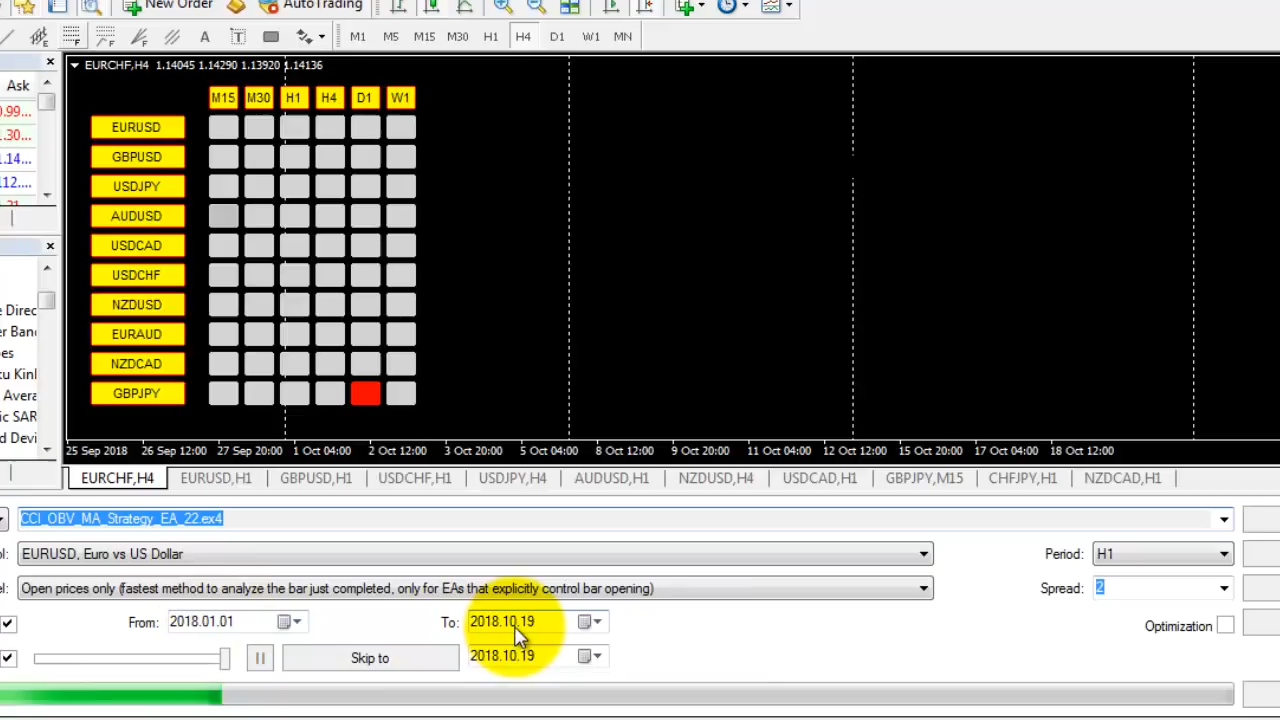 New Order AutoTrading
A T M1 M5 M15 M30 H1 H4 D1 W1 MN
EURCHF,H4 1.14045 1.14290 1.13920 1.14136
Ask
0.99...
1.30...
1.14...
112....
M15 M30 H1 H4 D1 W1
EURUSD
GBPUSD
USDJPY
AUDUSD
USDCAD
USDCHF
NZDUSD
EURAUD
NZDCAD
GBPJPY
25 Sep 2018 26 Sep 12:00 27 Sep 20:00 1 Oct 04:00 2 Oct 12:00 3 Oct 20:00 5 Oct 04:00 8 Oct 12:00 9 Oct 20:00 11 Oct 04:00 12 Oct 12:00 15 Oct 20:00 17 Oct 04:00 18 Oct 12:00
EURCHF,H4 EURUSD,H1 GBPUSD,H1 USDCHF,H1 USDJPY,H4 AUDUSD,H1 NZDUSD,H4 USDCAD,H1 GBPJPY,M15 CHFJPY,H1 NZDCAD,H1
CCI_OBV_MA_Strategy_EA_22.ex4
EURUSD, Euro vs US Dollar Period: H1
Open prices only (fastest method to analyze the bar just completed, only for EAs that explicitly control bar opening) Spread: 2
From: 2018.01.01 To: 2018.10.19 Optimization
Skip to 2018.10.19